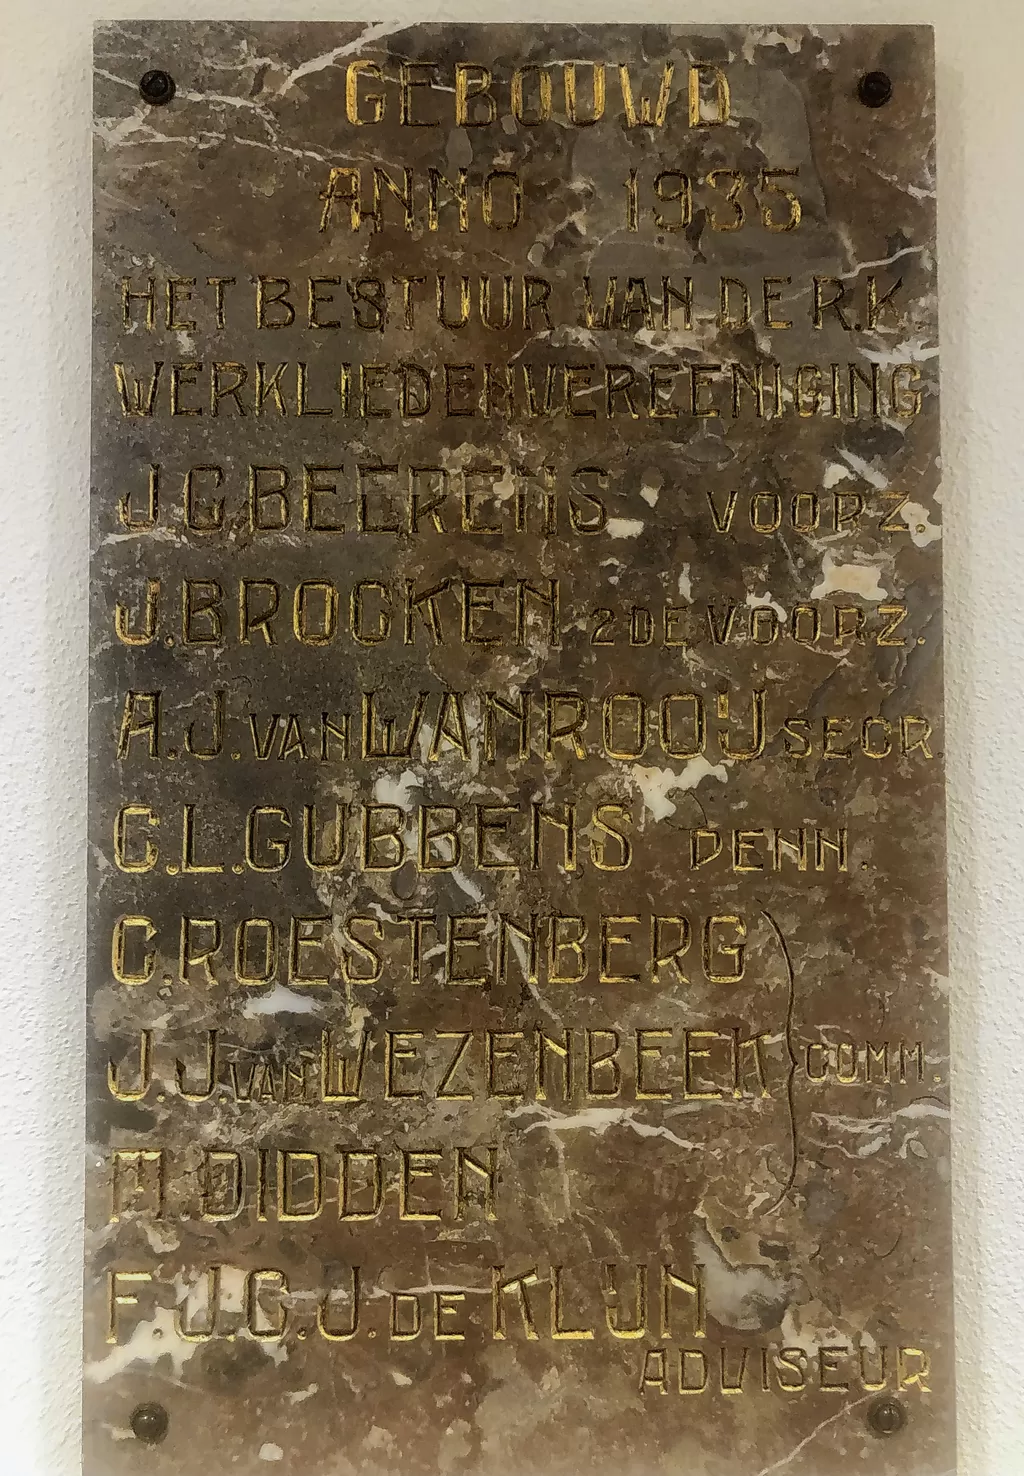 GEBOUWD
ANNO 1935
HET BESTUUR VAN DE R.K
WERKLIEDENVEREENIGING
J.C.BEERENS VOORZ.
J.BROCKEN 2DE VOORZ.
A.J. VAN WANROOIJ SECR.
C.L.GUBBENS PENN.
C.ROESTENBERG
J.J. VAN WEZENBEEK COMM.
M.DIDDEN
F.J.C.J. DE KLIJN
ADVISEUR